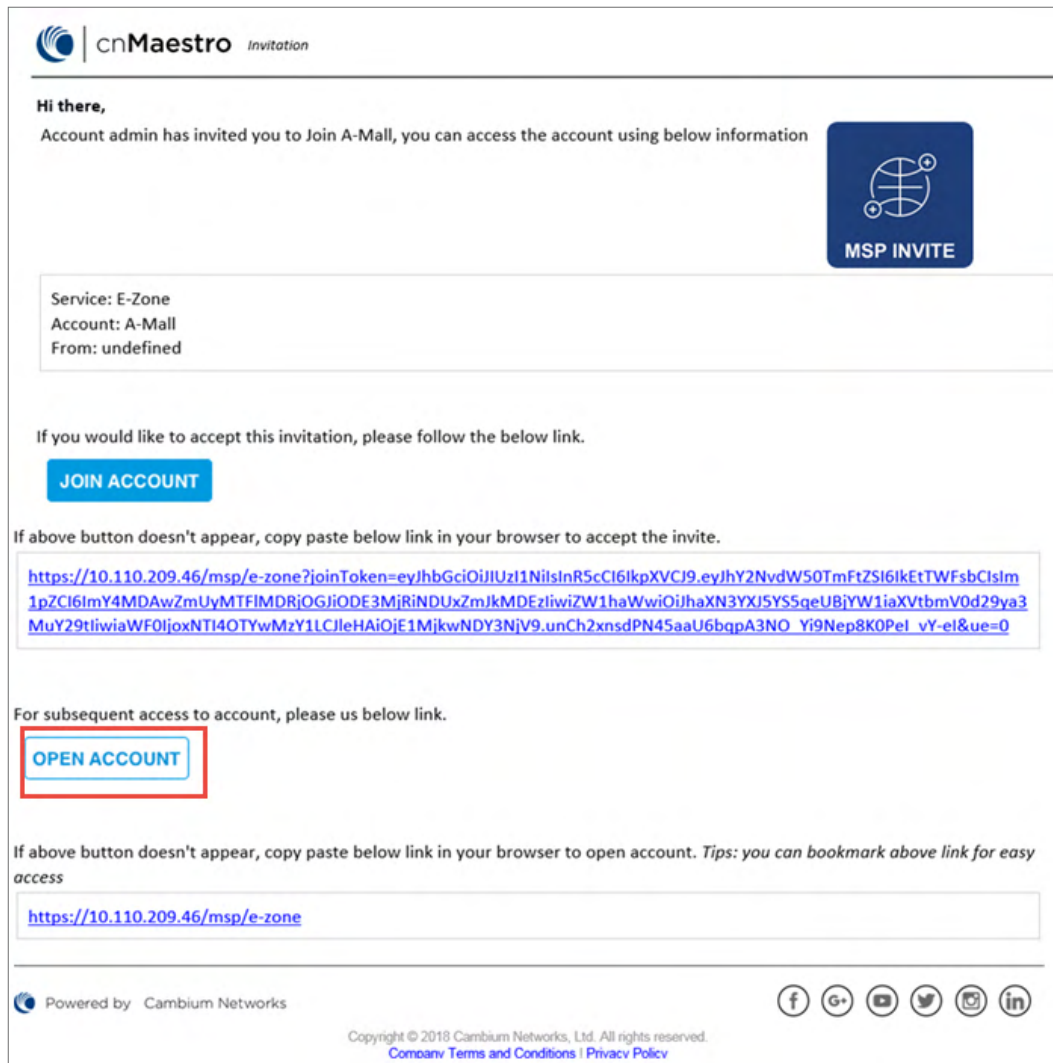 cnMaestro Invitation
Hi there,
Account admin has invited you to Join A-Mall, you can access the account using below information
MSP INVITE
Service: E-Zone
Account: A-Mall
From: undefined
If you would like to accept this invitation, please follow the below link.
JOIN ACCOUNT
If above button doesn't appear, copy paste below link in your browser to accept the invite.
https://10.110.209.46/msp/e-zone?joinToken=eyJhbGciOiJIUzI1NiIsInR5cCI6IkpXVCJ9.eyJhY2NvdW50TmFtZSI6IkEtTWFsbCIsIm
1pZCI6ImY4MDAwZmUyMTFlMDRjOGJiODE3MjRiNDUxZmJkMDEzIiwiZW1haWwiOiJhaXN3YXJ5YS5qeUBjYW1iaXVtbmV0d29ya3
MuY29tIiwiaWF0IjoxNTI4OTYwMzY1LCJleHAiOjE1MjkwNDY3NjV9.unCh2xnsdPN45aaU6bqpA3NO_Yi9Nep8K0PeI_vY-eI&ue=0
For subsequent access to account, please us below link.
OPEN ACCOUNT
If above button doesn't appear, copy paste below link in your browser to open account. Tips: you can bookmark above link for easy
access
https://10.110.209.46/msp/e-zone
Powered by Cambium Networks
f G+ in
Copyright © 2018 Cambium Networks, Ltd. All rights reserved.
Company Terms and Conditions | Privacy Policy